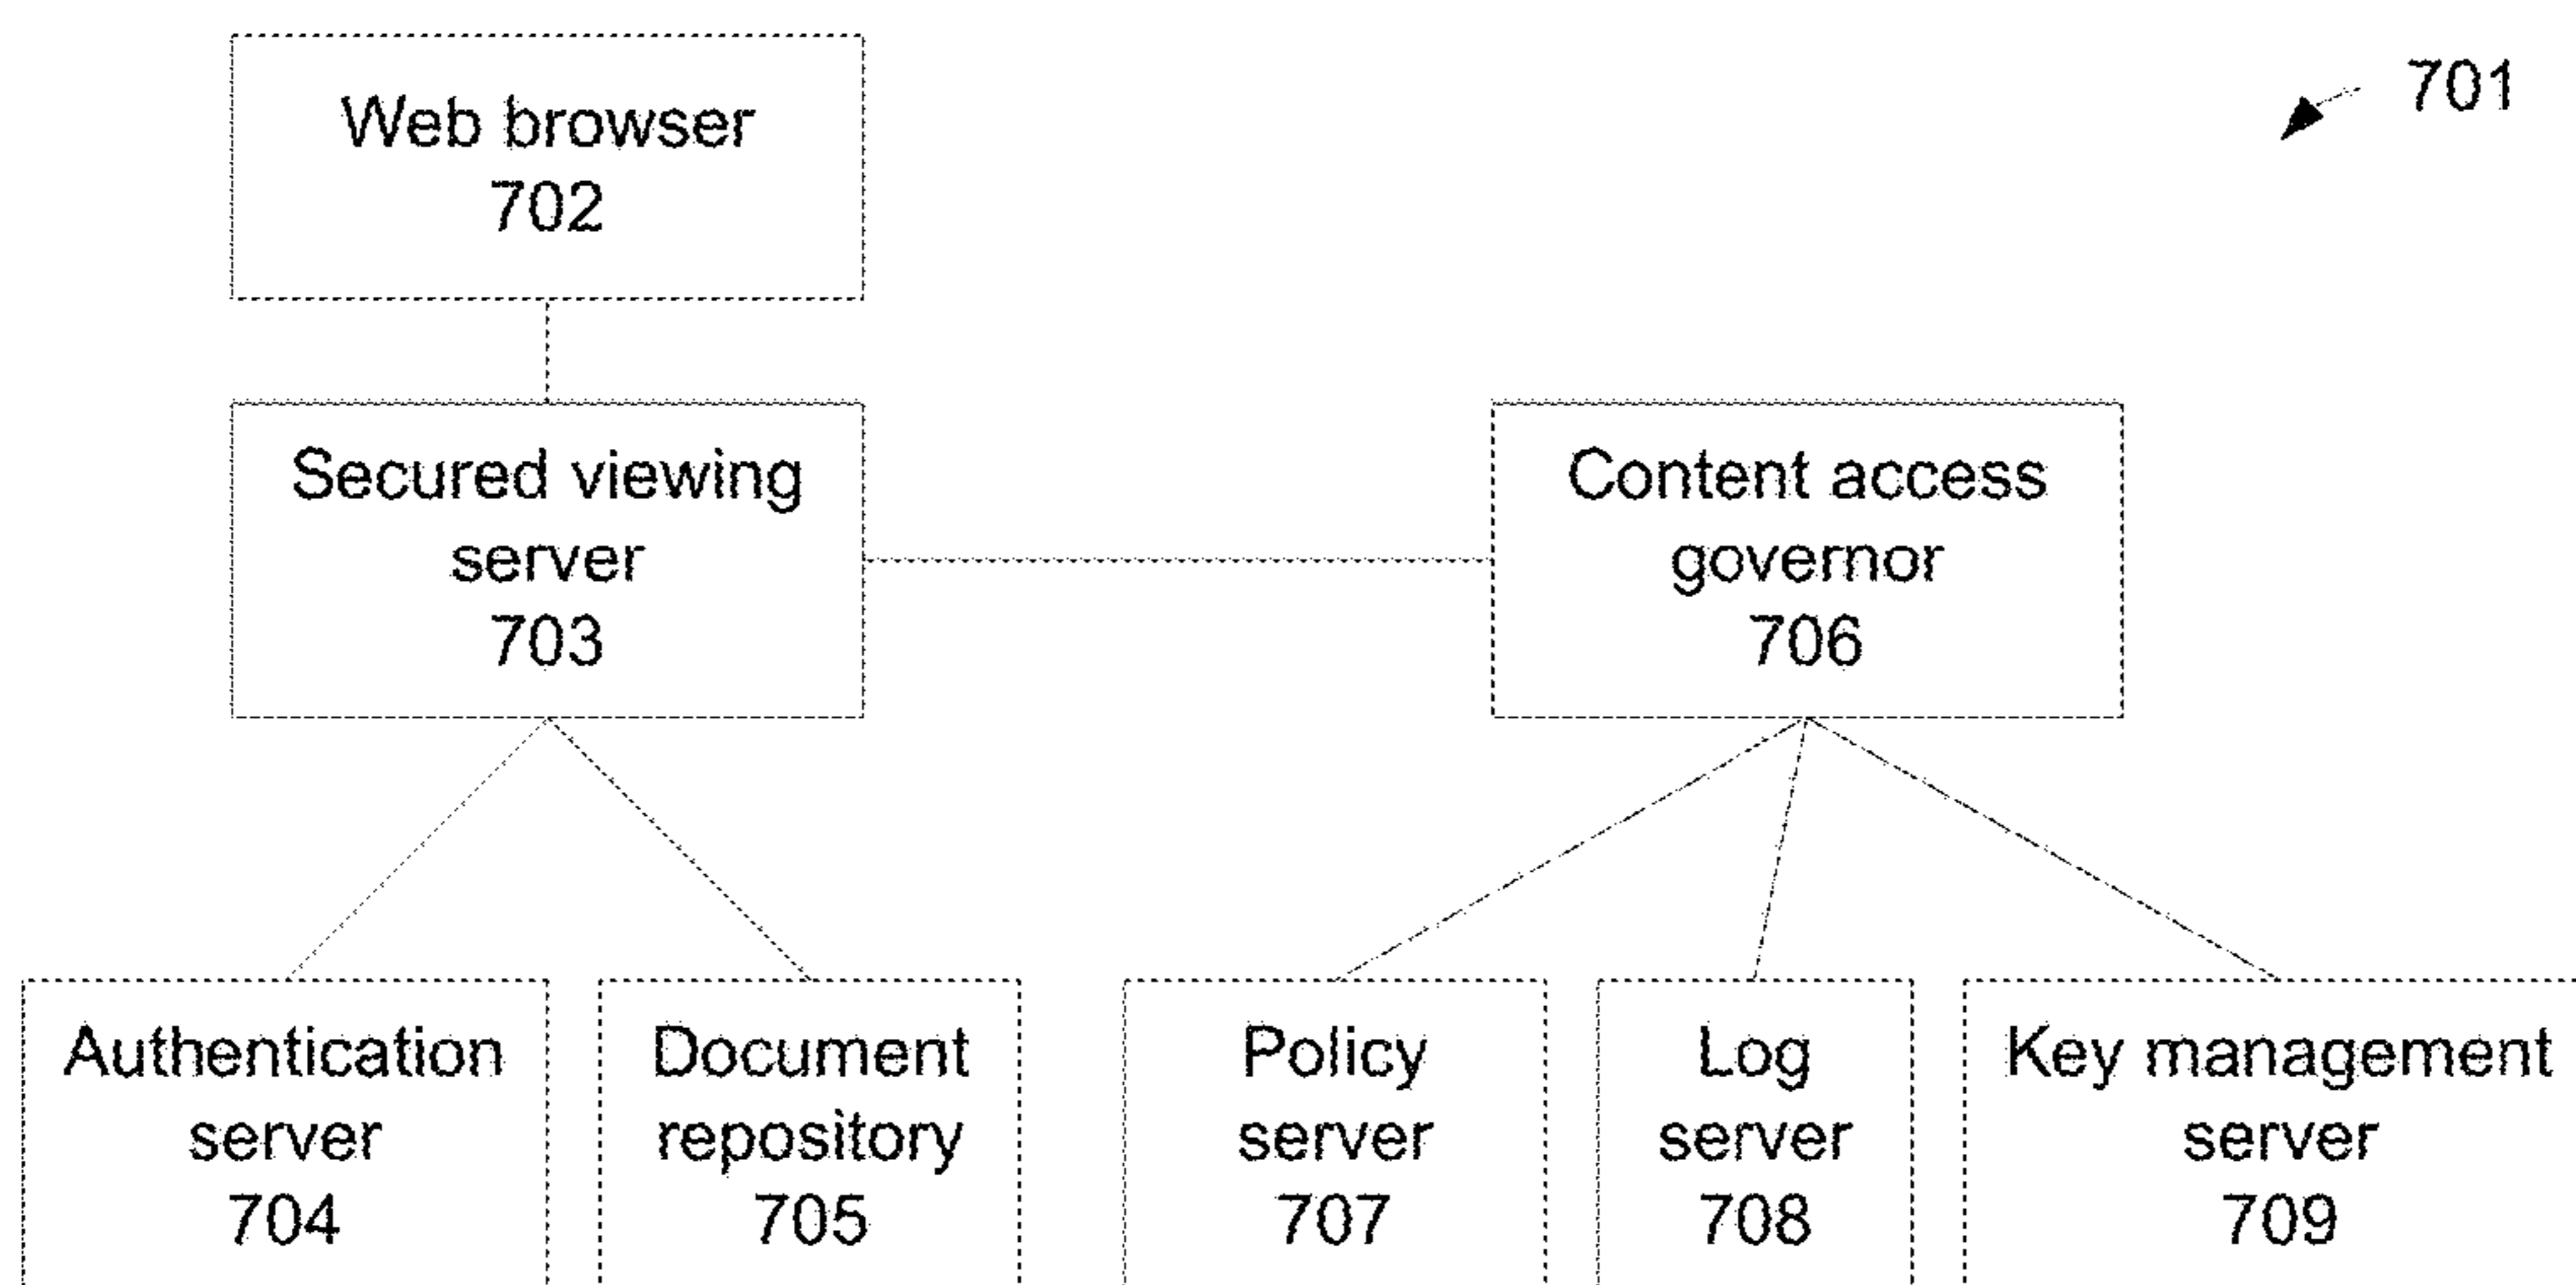 Web browser
702
701
Secured viewing
server
703
Content access
governor
706
Authentication
server
704
Document
repository
705
Policy
server
707
Log
server
708
Key management
server
709